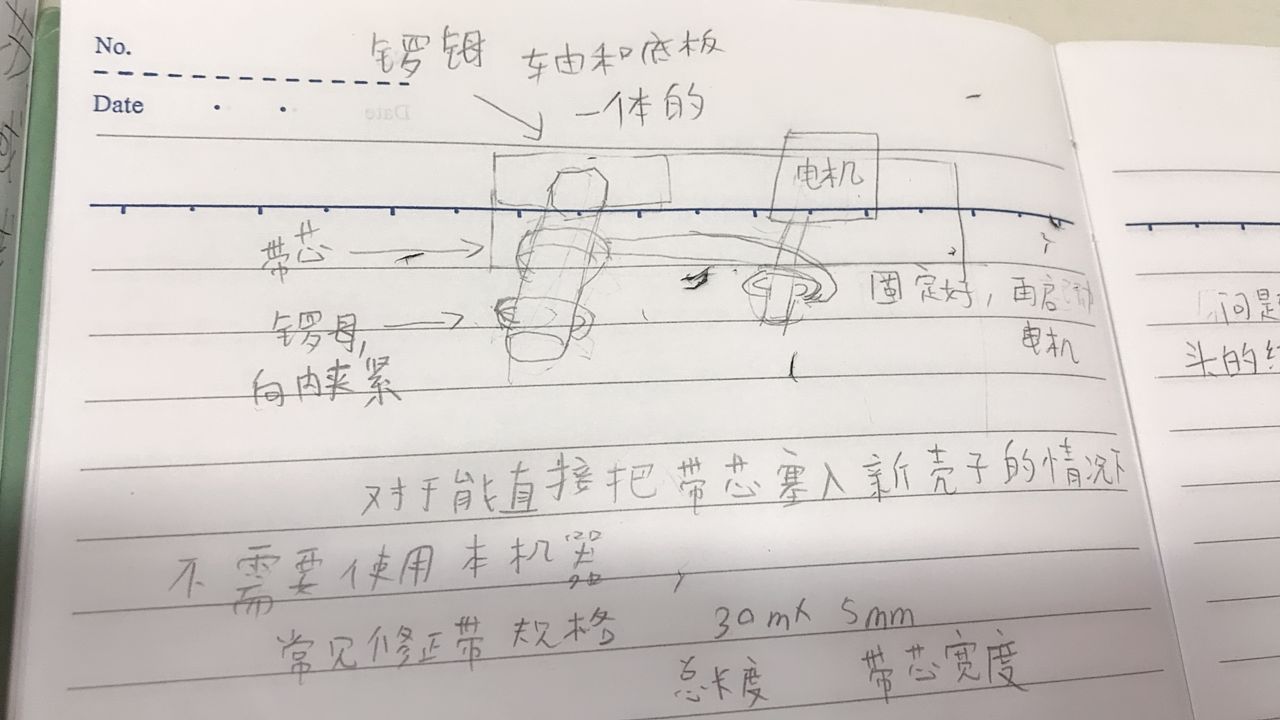 No.
锣钼 轴和底板
一体的
Date
电机
带芯
固定好，再启动
电机
锣母，
向内夹紧
对于能直接把带芯塞入新壳子的情况下
不需要使用本机器
常见修正带规格 30m× 5mm
总长度 带芯宽度
问是
头的